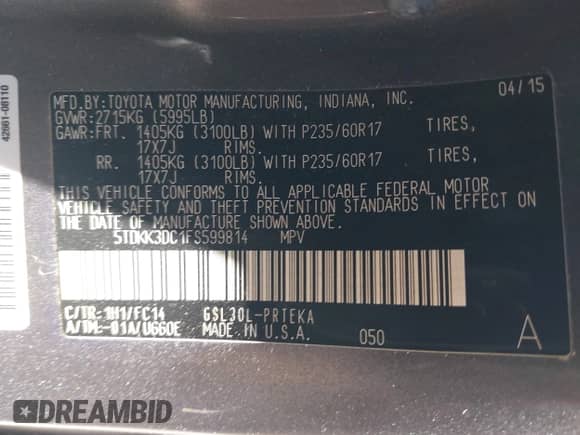 42661-08110
04/15
MFD.BY:TOYOTA MOTOR MANUFACTURING, INDIANA, INC.
GVWR:2715KG (5995LB)
GAWR:FRT. 1405KG (3100LB) WITH P235/60R17 TIRES,
17X7J RIMS.
RR. 1405KG (3100LB) WITH P235/60R17 TIRES,
17X7J RIMS.
THIS VEHICLE CONFORMS TO ALL APPLICABLE FEDERAL MOTOR
VEHICLE SAFETY AND THEFT PREVENTION STANDARDS IN EFFECT ON
THE DATE OF MANUFACTURE SHOWN ABOVE.
5TDKK3DC1FS599814 MPV
C/TR:1H1/FC14 GSL30L-PRTEKA
A/TM:-01A/U660E MADE IN U.S.A. 050 A
DREAMBID